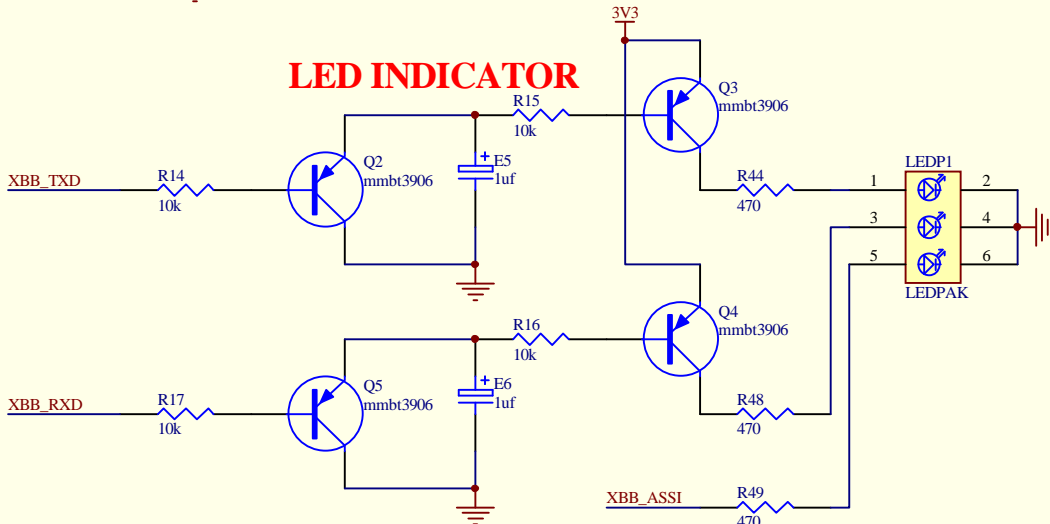 3V3
LED INDICATOR
R15
10k
Q3
mmbt3906
Q2
mmbt3906
E5
1uf
+
XBB_TXD
R14
10k
LEDP1
R44
470
1
2
3
4
5
6
LEDPAK
Q4
mmbt3906
R16
10k
Q5
mmbt3906
E6
1uf
+
XBB_RXD
R17
10k
R48
470
XBB_ASSI
R49
470